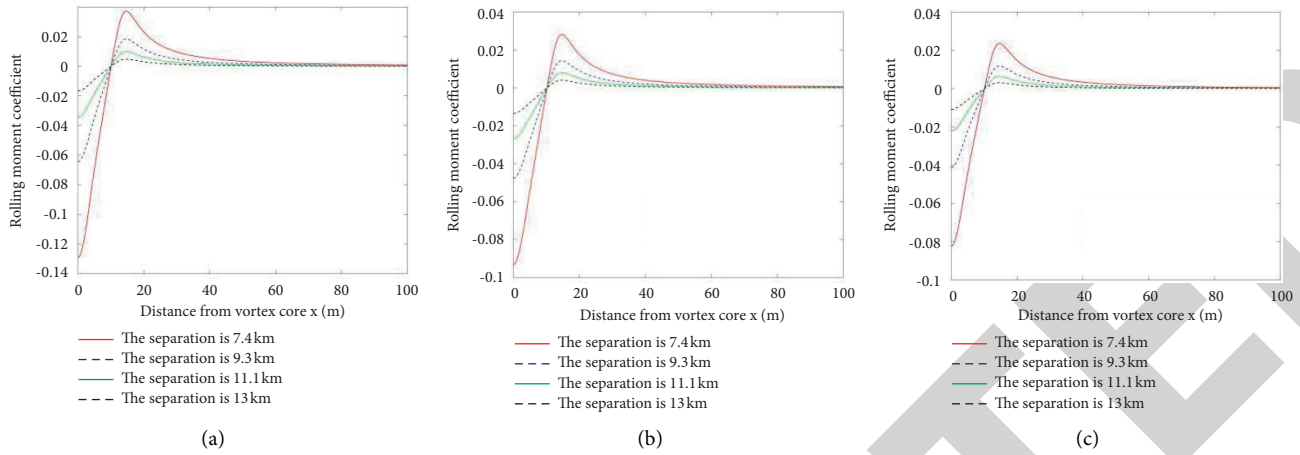 Rolling moment coefficient
0.02
0
-0.02
-0.04
-0.06
-0.08
-0.1
-0.12
-0.14
0
20
40
60
80
100
Distance from vortex core x (m)
The separation is 7.4 km
The separation is 9.3 km
The separation is 11.1 km
The separation is 13 km
(a)
Rolling moment coefficient
0.04
0.02
0
-0.02
-0.04
-0.06
-0.08
-0.1
0
20
40
60
80
100
Distance from vortex core x (m)
The separation is 7.4 km
The separation is 9.3 km
The separation is 11.1 km
The separation is 13 km
(b)
Rolling moment coefficient
0.04
0.02
0
-0.02
-0.04
-0.06
-0.08
-0.1
0
20
40
60
80
100
Distance from vortex core x (m)
The separation is 7.4 km
The separation is 9.3 km
The separation is 11.1 km
The separation is 13 km
(c)